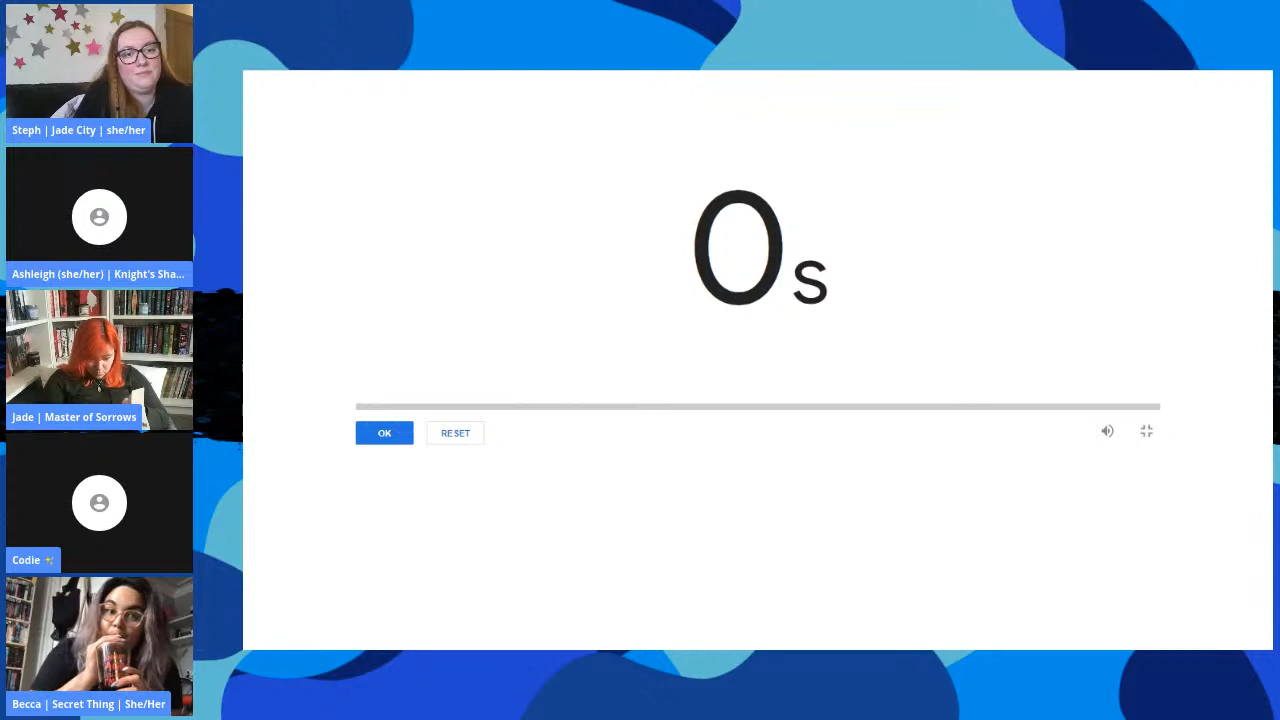 Steph | Jade City | she/her
Ashleigh (she/her) | Knight's Sha...
Jade | Master of Sorrows
Codie ✨
Becca | Secret Thing | She/Her
0s
OK
RESET